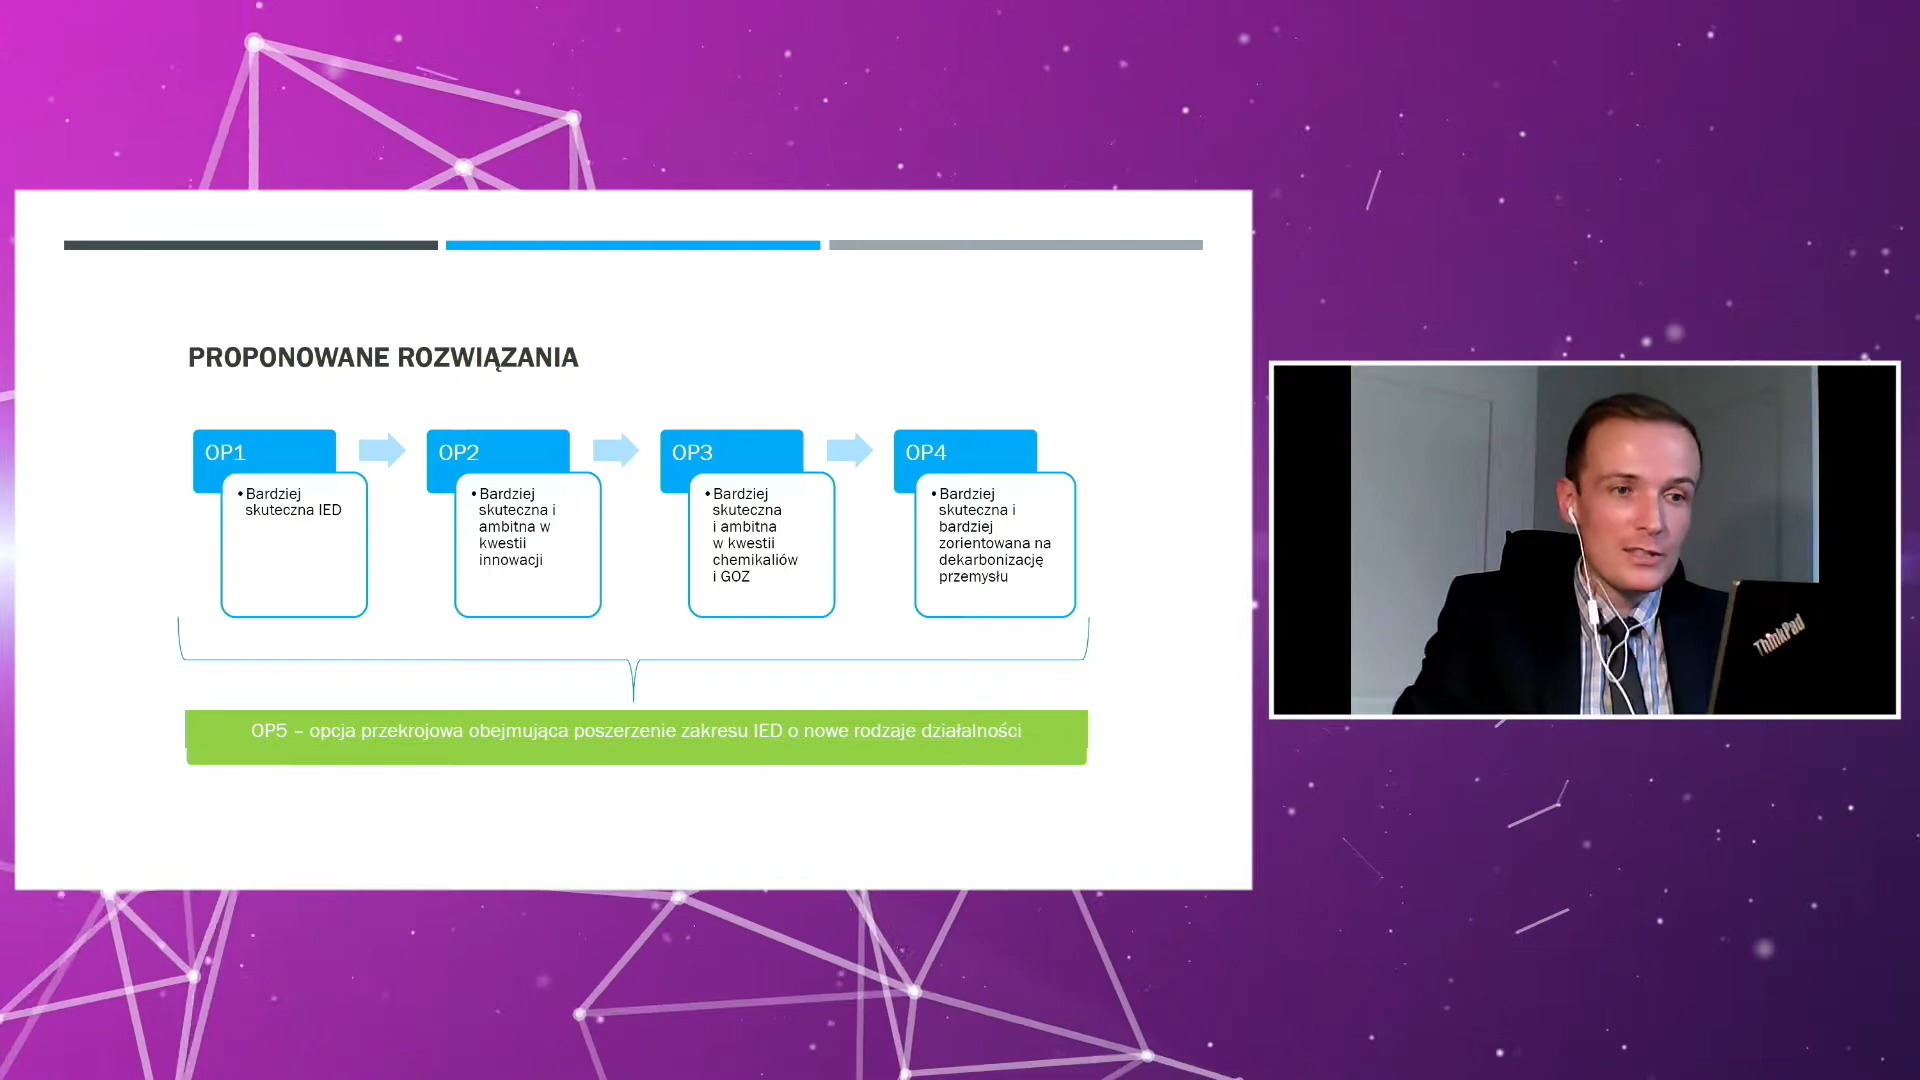 PROPONOWANE ROZWIĄZANIA
OP1
•Bardziej
skuteczna IED
OP2
•Bardziej
skuteczna i
ambitna w
kwestii
innowacji
OP3
•Bardziej
skuteczna
i ambitna
w kwestii
chemikaliów
i GOZ
OP4
•Bardziej
skuteczna i
bardziej
zorientowana na
dekarbonizację
przemysłu
OP5 – opcja przekrojowa obejmująca poszerzenie zakresu IED o nowe rodzaje działalności
ThinkPad